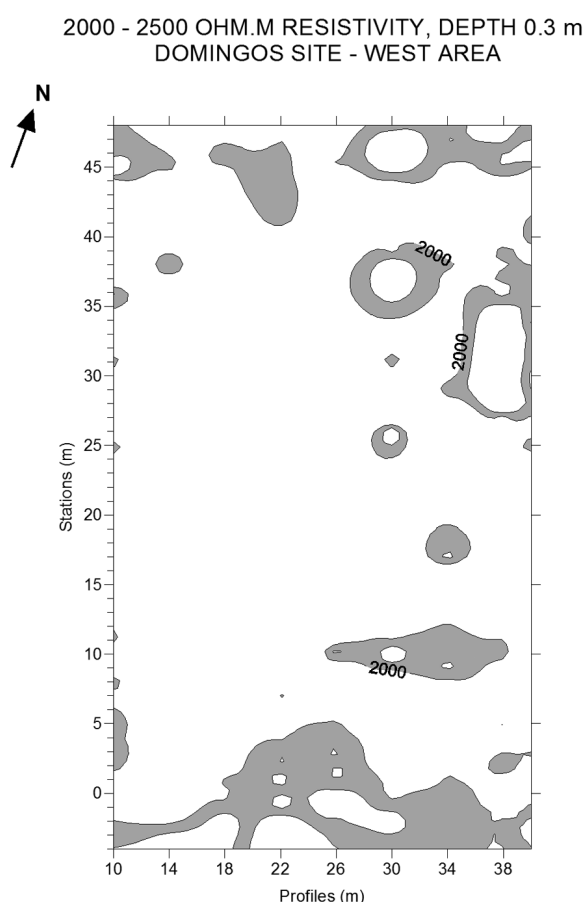 2000 - 2500 OHM.M RESISTIVITY, DEPTH 0.3 m
DOMINGOS SITE - WEST AREA
N
45
40
2000
35
2000
30
25
Stations (m)
20
15
10
2000
5
0
10 14 18 22 26 30 34 38
Profiles (m)